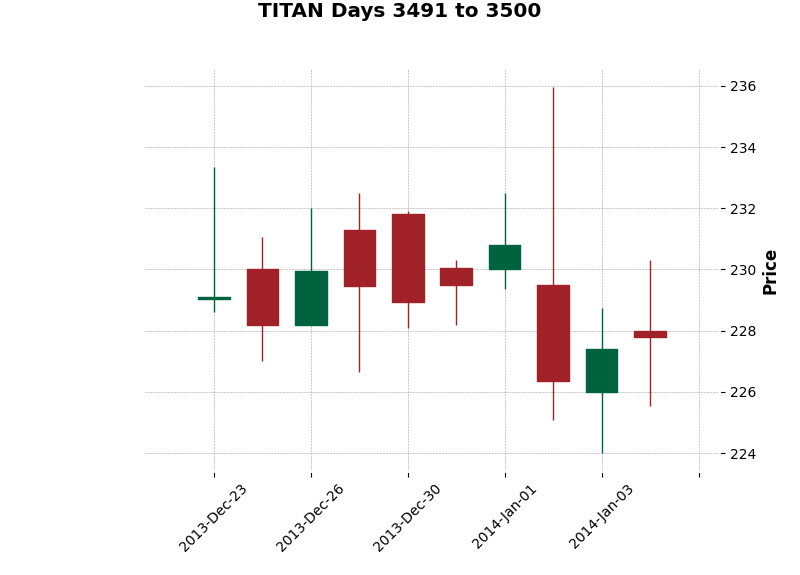 TITAN Days 3491 to 3500
236
234
232
230
228
226
224
Price
2013-Dec-23
2013-Dec-26
2013-Dec-30
2014-Jan-01
2014-Jan-03